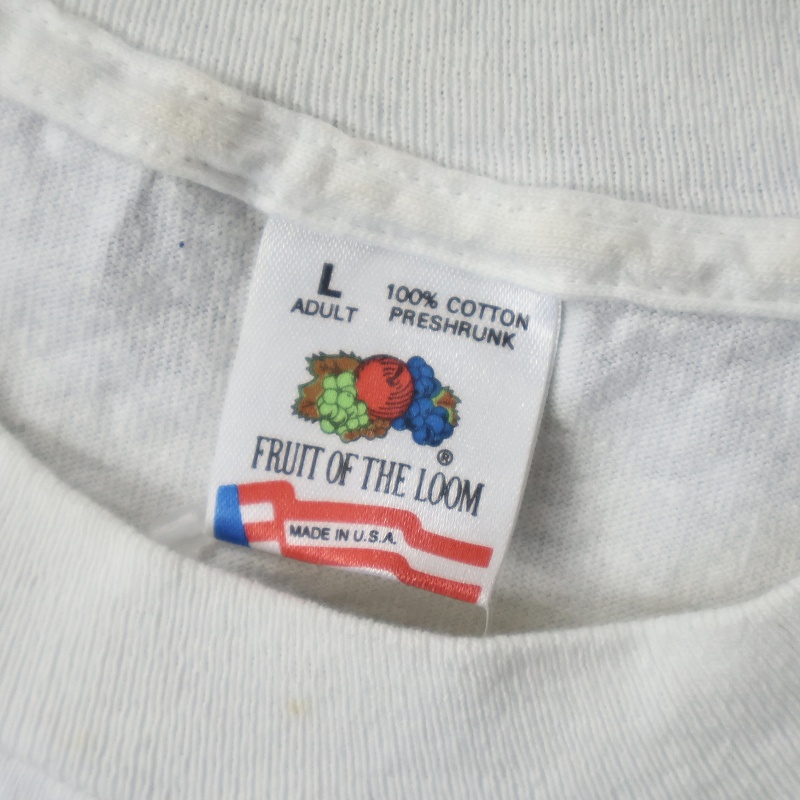 L
ADULT
100% COTTON
PRESHRUNK
FRUIT OF THE LOOM®
MADE IN U.S.A.